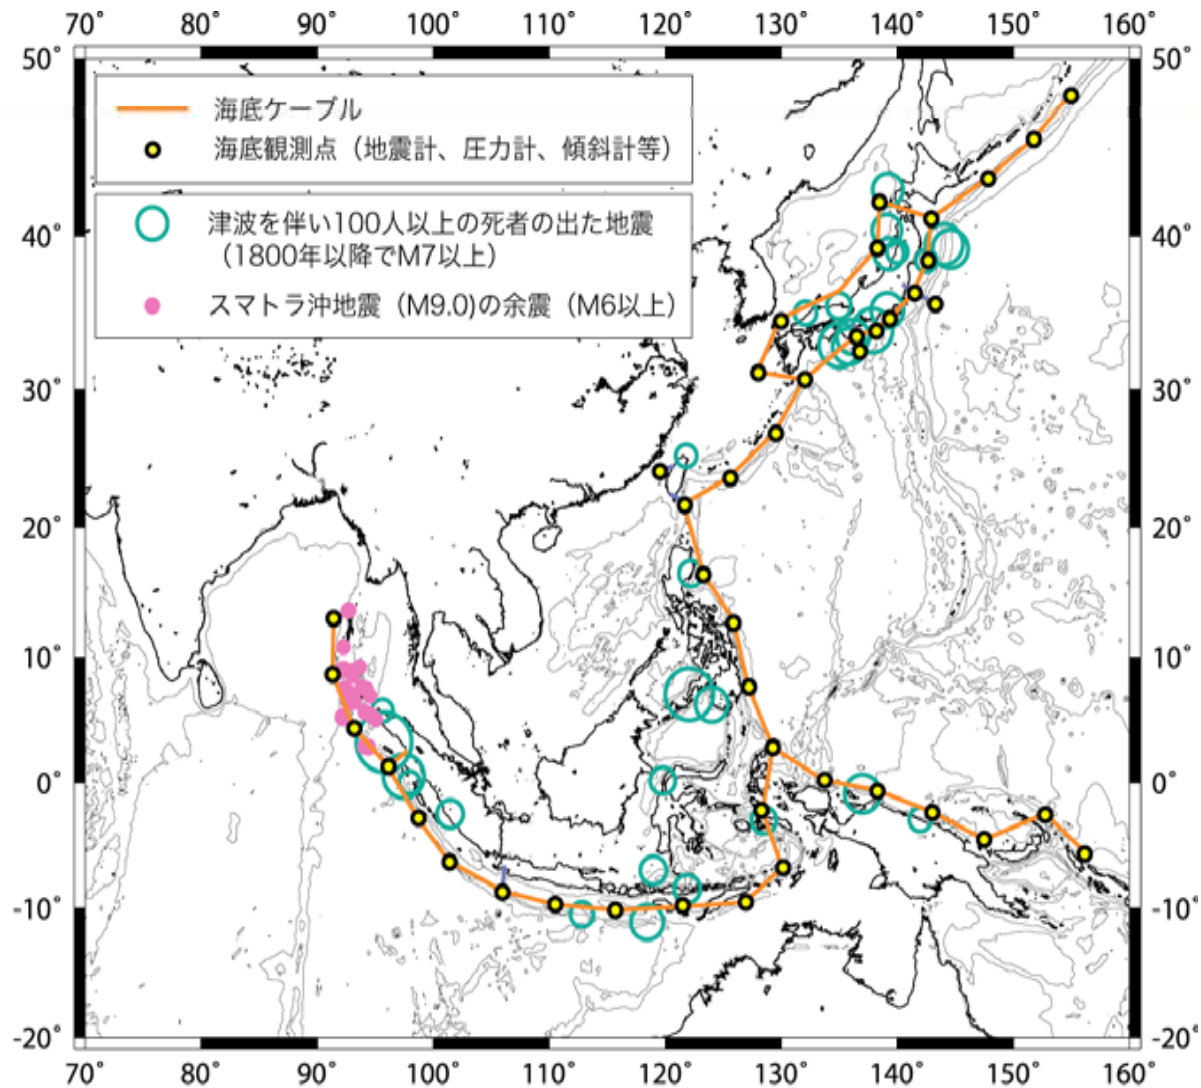 70° 80° 90° 100° 110° 120° 130° 140° 150° 160°
50° 50°
海底ケーブル
海底観測点（地震計、圧力計、傾斜計等）
津波を伴い100人以上の死者の出た地震
（1800年以降でM7以上）
スマトラ沖地震（M9.0)の余震（M6以上）
40° 40°
30° 30°
20° 20°
10° 10°
0° 0°
-10° -10°
-20° -20°
70° 80° 90° 100° 110° 120° 130° 140° 150° 160°